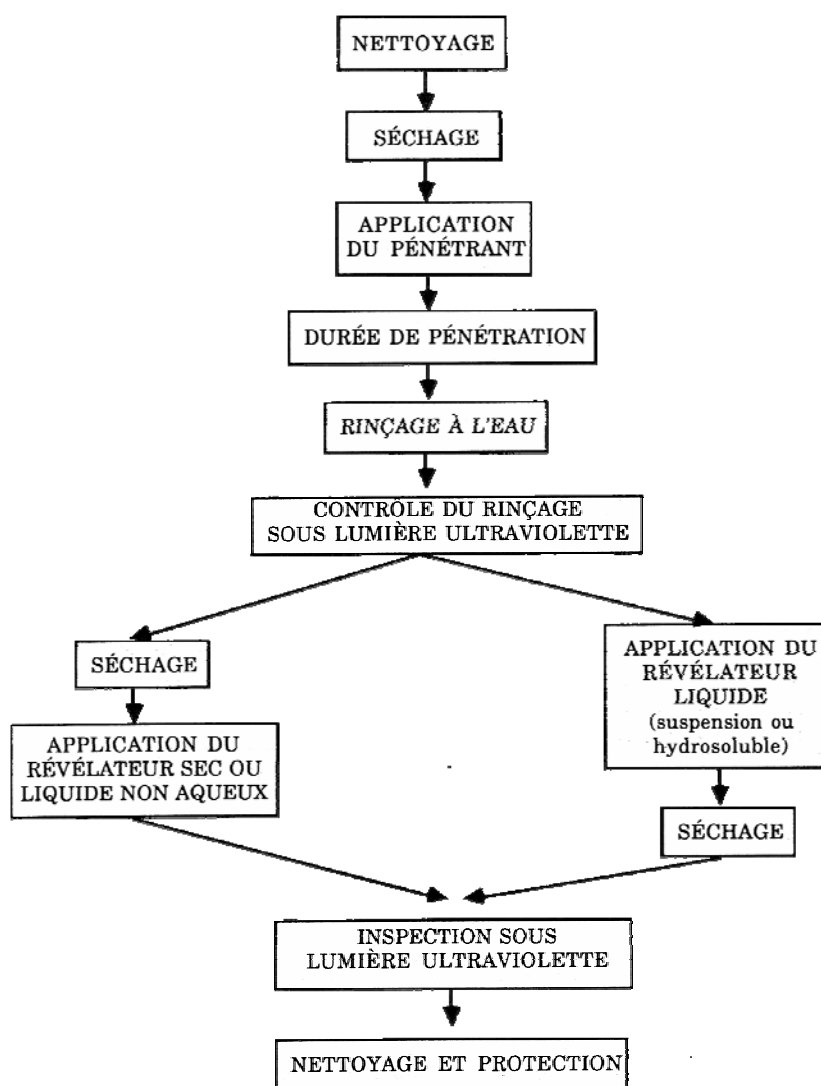 NETTOYAGE
SÉCHAGE
APPLICATION
DU PÉNÉTRANT
DURÉE DE PÉNÉTRATION
RINÇAGE À L'EAU
CONTRÔLE DU RINÇAGE
SOUS LUMIÈRE ULTRAVIOLETTE
SÉCHAGE
APPLICATION DU
RÉVÉLATEUR SEC OU
LIQUIDE NON AQUEUX
APPLICATION DU
RÉVÉLATEUR
LIQUIDE
(suspension ou
hydrosoluble)
SÉCHAGE
INSPECTION SOUS
LUMIÈRE ULTRAVIOLETTE
NETTOYAGE ET PROTECTION